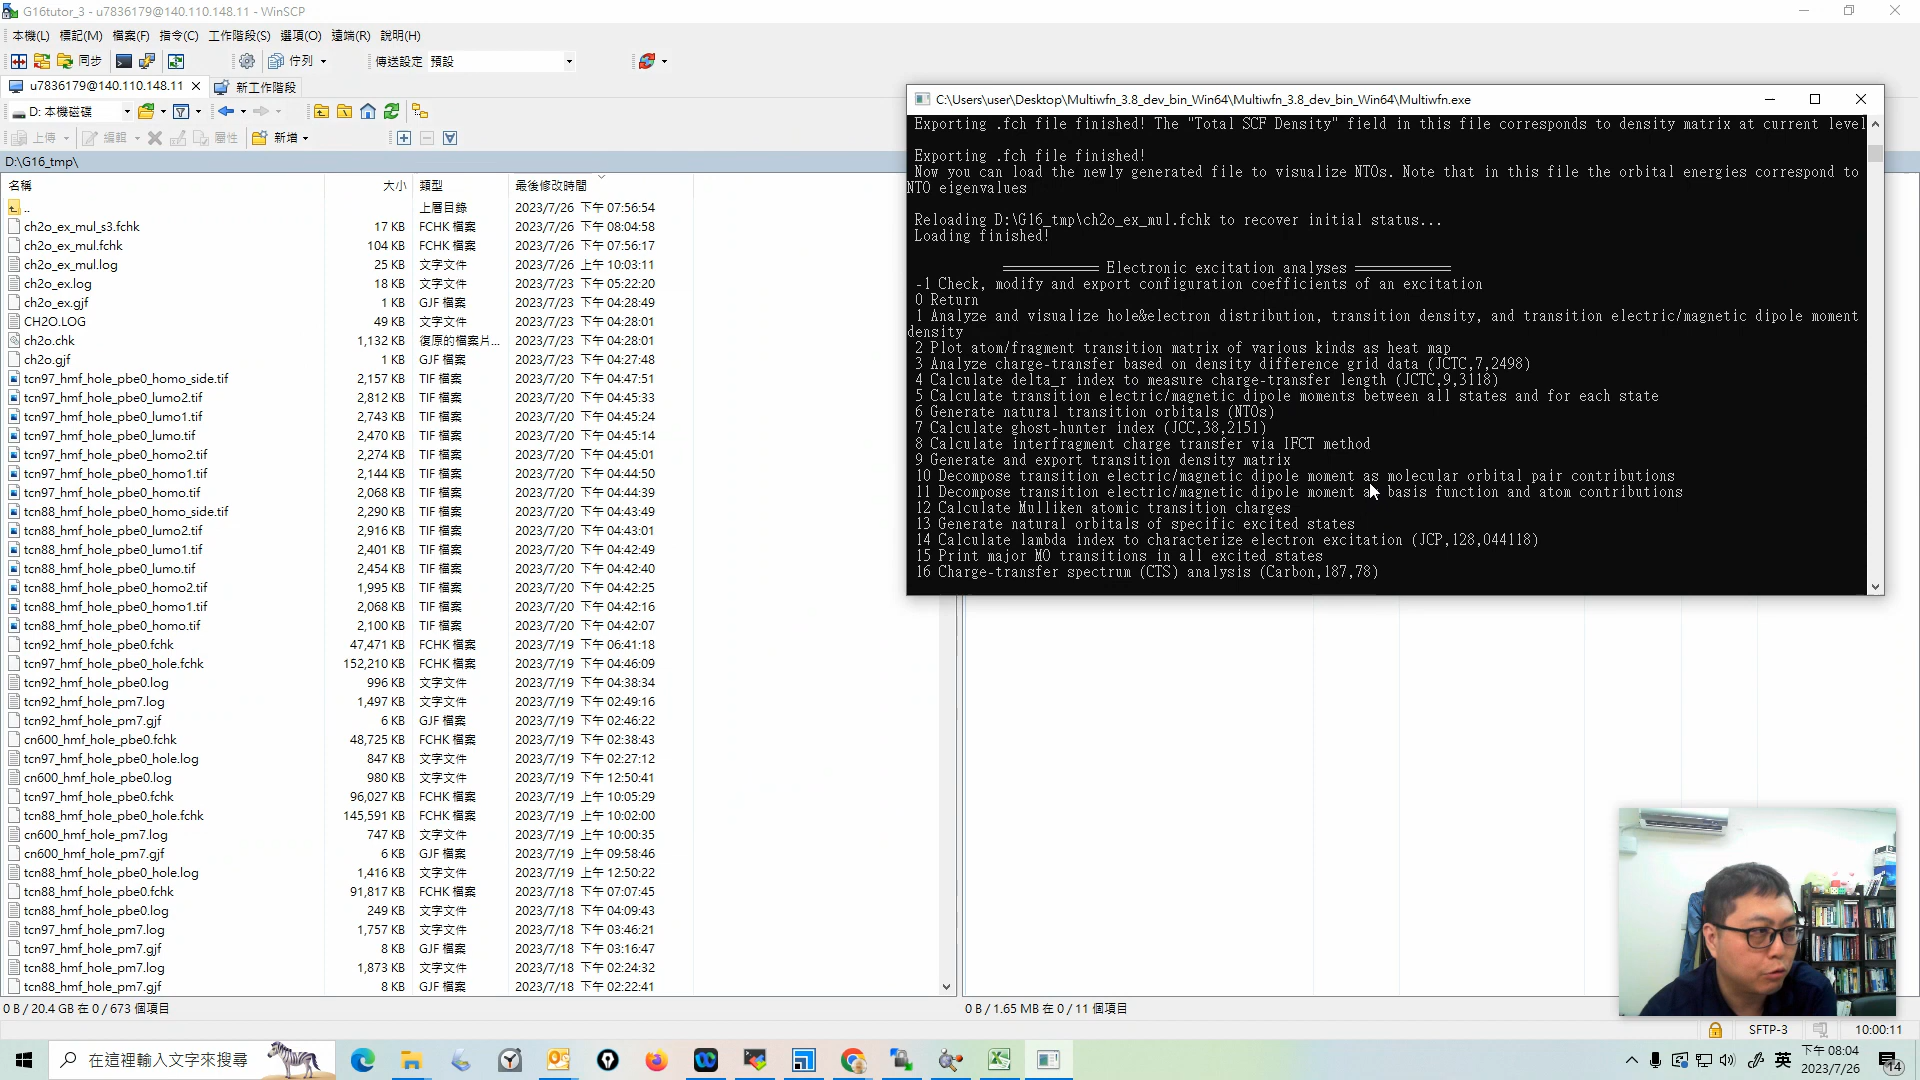 G16tutor_3 - u7836179@140.110.148.11 - WinSCP
本機(L) 標記(M) 檔案(F) 指令(C) 工作階段(S) 選項(O) 遠端(R) 說明(H)
同步 佇列 傳送設定 預設
u7836179@140.110.148.11 新工作階段
D: 本機磁碟
上傳 編輯 屬性 新增
D:\G16_tmp\
名稱 大小 類型 最後修改時間
.. 上層目錄 2023/7/26 下午 07:56:54
ch2o_ex_mul_s3.fchk 17 KB FCHK 檔案 2023/7/26 下午 08:04:58
ch2o_ex_mul.fchk 104 KB FCHK 檔案 2023/7/26 下午 07:56:17
ch2o_ex_mul.log 25 KB 文字文件 2023/7/26 上午 10:03:11
ch2o_ex.log 18 KB 文字文件 2023/7/23 下午 05:22:20
ch2o_ex.gjf 1 KB GJF 檔案 2023/7/23 下午 04:28:49
CH2O.LOG 49 KB 文字文件 2023/7/23 下午 04:28:01
ch2o.chk 1,132 KB 復原的檔案片... 2023/7/23 下午 04:28:01
ch2o.gjf 1 KB GJF 檔案 2023/7/23 下午 04:27:48
tcn97_hmf_hole_pbe0_homo_side.tif 2,157 KB TIF 檔案 2023/7/20 下午 04:47:51
tcn97_hmf_hole_pbe0_lumo2.tif 2,812 KB TIF 檔案 2023/7/20 下午 04:45:33
tcn97_hmf_hole_pbe0_lumo1.tif 2,743 KB TIF 檔案 2023/7/20 下午 04:45:24
tcn97_hmf_hole_pbe0_lumo.tif 2,470 KB TIF 檔案 2023/7/20 下午 04:45:14
tcn97_hmf_hole_pbe0_homo2.tif 2,274 KB TIF 檔案 2023/7/20 下午 04:45:01
tcn97_hmf_hole_pbe0_homo1.tif 2,144 KB TIF 檔案 2023/7/20 下午 04:44:50
tcn97_hmf_hole_pbe0_homo.tif 2,068 KB TIF 檔案 2023/7/20 下午 04:44:39
tcn88_hmf_hole_pbe0_homo_side.tif 2,290 KB TIF 檔案 2023/7/20 下午 04:43:49
tcn88_hmf_hole_pbe0_lumo2.tif 2,916 KB TIF 檔案 2023/7/20 下午 04:43:01
tcn88_hmf_hole_pbe0_lumo1.tif 2,401 KB TIF 檔案 2023/7/20 下午 04:42:49
tcn88_hmf_hole_pbe0_lumo.tif 2,454 KB TIF 檔案 2023/7/20 下午 04:42:40
tcn88_hmf_hole_pbe0_homo2.tif 1,995 KB TIF 檔案 2023/7/20 下午 04:42:25
tcn88_hmf_hole_pbe0_homo1.tif 2,068 KB TIF 檔案 2023/7/20 下午 04:42:16
tcn88_hmf_hole_pbe0_homo.tif 2,100 KB TIF 檔案 2023/7/20 下午 04:42:07
tcn92_hmf_hole_pbe0.fchk 47,471 KB FCHK 檔案 2023/7/19 下午 06:41:18
tcn97_hmf_hole_pbe0_hole.fchk 152,210 KB FCHK 檔案 2023/7/19 下午 04:46:09
tcn92_hmf_hole_pbe0.log 996 KB 文字文件 2023/7/19 下午 04:38:34
tcn92_hmf_hole_pm7.log 1,497 KB 文字文件 2023/7/19 下午 02:49:16
tcn92_hmf_hole_pm7.gjf 6 KB GJF 檔案 2023/7/19 下午 02:46:22
cn600_hmf_hole_pbe0.fchk 48,725 KB FCHK 檔案 2023/7/19 下午 02:38:43
tcn97_hmf_hole_pbe0_hole.log 847 KB 文字文件 2023/7/19 下午 02:27:12
cn600_hmf_hole_pbe0.log 980 KB 文字文件 2023/7/19 下午 12:50:41
tcn97_hmf_hole_pbe0.fchk 96,027 KB FCHK 檔案 2023/7/19 上午 10:05:29
tcn88_hmf_hole_pbe0_hole.fchk 145,591 KB FCHK 檔案 2023/7/19 上午 10:02:00
cn600_hmf_hole_pm7.log 747 KB 文字文件 2023/7/19 上午 10:00:35
cn600_hmf_hole_pm7.gjf 6 KB GJF 檔案 2023/7/19 上午 09:58:46
tcn88_hmf_hole_pbe0_hole.log 1,416 KB 文字文件 2023/7/19 上午 12:50:22
tcn88_hmf_hole_pbe0.fchk 91,817 KB FCHK 檔案 2023/7/18 下午 07:07:45
tcn88_hmf_hole_pbe0.log 249 KB 文字文件 2023/7/18 下午 04:09:43
tcn97_hmf_hole_pm7.log 1,757 KB 文字文件 2023/7/18 下午 03:46:21
tcn97_hmf_hole_pm7.gjf 8 KB GJF 檔案 2023/7/18 下午 03:16:47
tcn88_hmf_hole_pm7.log 1,873 KB 文字文件 2023/7/18 下午 02:24:32
tcn88_hmf_hole_pm7.gjf 8 KB GJF 檔案 2023/7/18 下午 02:22:41
0 B / 20.4 GB 在 0 / 673 個項目
C:\Users\user\Desktop\Multiwfn_3.8_dev_bin_Win64\Multiwfn_3.8_dev_bin_Win64\Multiwfn.exe
Exporting .fch file finished! The "Total SCF Density" field in this file corresponds to density matrix at current level
Exporting .fch file finished!
Now you can load the newly generated file to visualize NTOs. Note that in this file the orbital energies correspond to
NTO eigenvalues
Reloading D:\G16_tmp\ch2o_ex_mul.fchk to recover initial status...
Loading finished!
============ Electronic excitation analyses ============
-1 Check, modify and export configuration coefficients of an excitation
0 Return
1 Analyze and visualize hole&electron distribution, transition density, and transition electric/magnetic dipole moment
density
2 Plot atom/fragment transition matrix of various kinds as heat map
3 Analyze charge-transfer based on density difference grid data (JCTC,7,2498)
4 Calculate delta_r index to measure charge-transfer length (JCTC,9,3118)
5 Calculate transition electric/magnetic dipole moments between all states and for each state
6 Generate natural transition orbitals (NTOs)
7 Calculate ghost-hunter index (JCC,38,2151)
8 Calculate interfragment charge transfer via IFCT method
9 Generate and export transition density matrix
10 Decompose transition electric/magnetic dipole moment as molecular orbital pair contributions
11 Decompose transition electric/magnetic dipole moment as basis function and atom contributions
12 Calculate Mulliken atomic transition charges
13 Generate natural orbitals of specific excited states
14 Calculate lambda index to characterize electron excitation (JCP,128,044118)
15 Print major MO transitions in all excited states
16 Charge-transfer spectrum (CTS) analysis (Carbon,187,78)
0 B / 1.65 MB 在 0 / 11 個項目
SFTP-3 10:00:11
在這裡輸入文字來搜尋
英 下午 08:04
2023/7/26
14